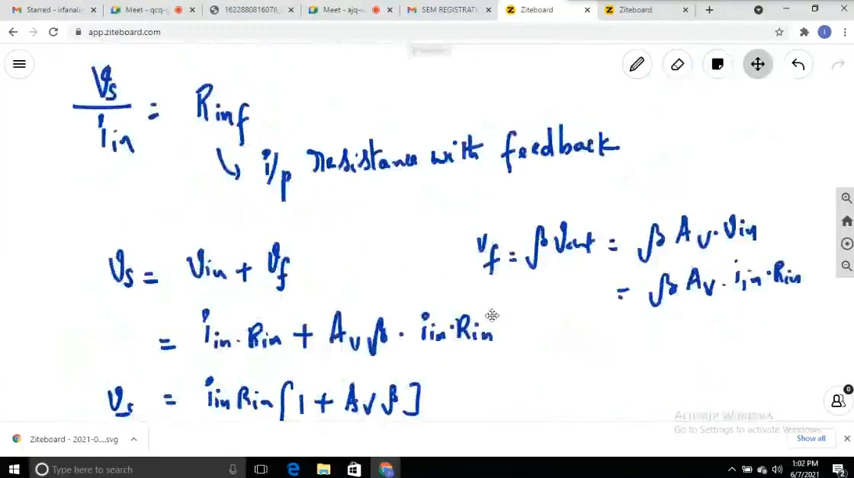 Starred - irfanali
Meet - qcq-
1622880816076_
Meet - ajq-
SEM REGISTRAT
Ziteboard
Ziteboard
app.ziteboard.com
Vs / iin = Rinf
i/p resistance with feedback
Vf = β Vout = β Av · Vin
= β Av · iin · Rin
Vs = Vin + Vf
= iin · Rin + Av β · iin · Rin
Vs = iin Rin [1 + Av β]
Activate Windows
Go to Settings to activate Windows.
Ziteboard - 2021-0....svg
Show all
Type here to search
1:02 PM
6/7/2021